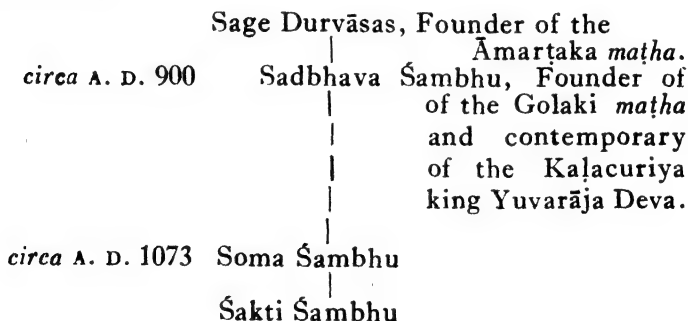 Sage Durvāsas, Founder of the
Āmarṭaka maṭha.
circa A. D. 900 Sadbhava Śambhu, Founder of
of the Golaki maṭha
and contemporary
of the Kaḷacuriya
king Yuvarāja Deva.
circa A. D. 1073 Soma Śambhu
Śakti Śambhu